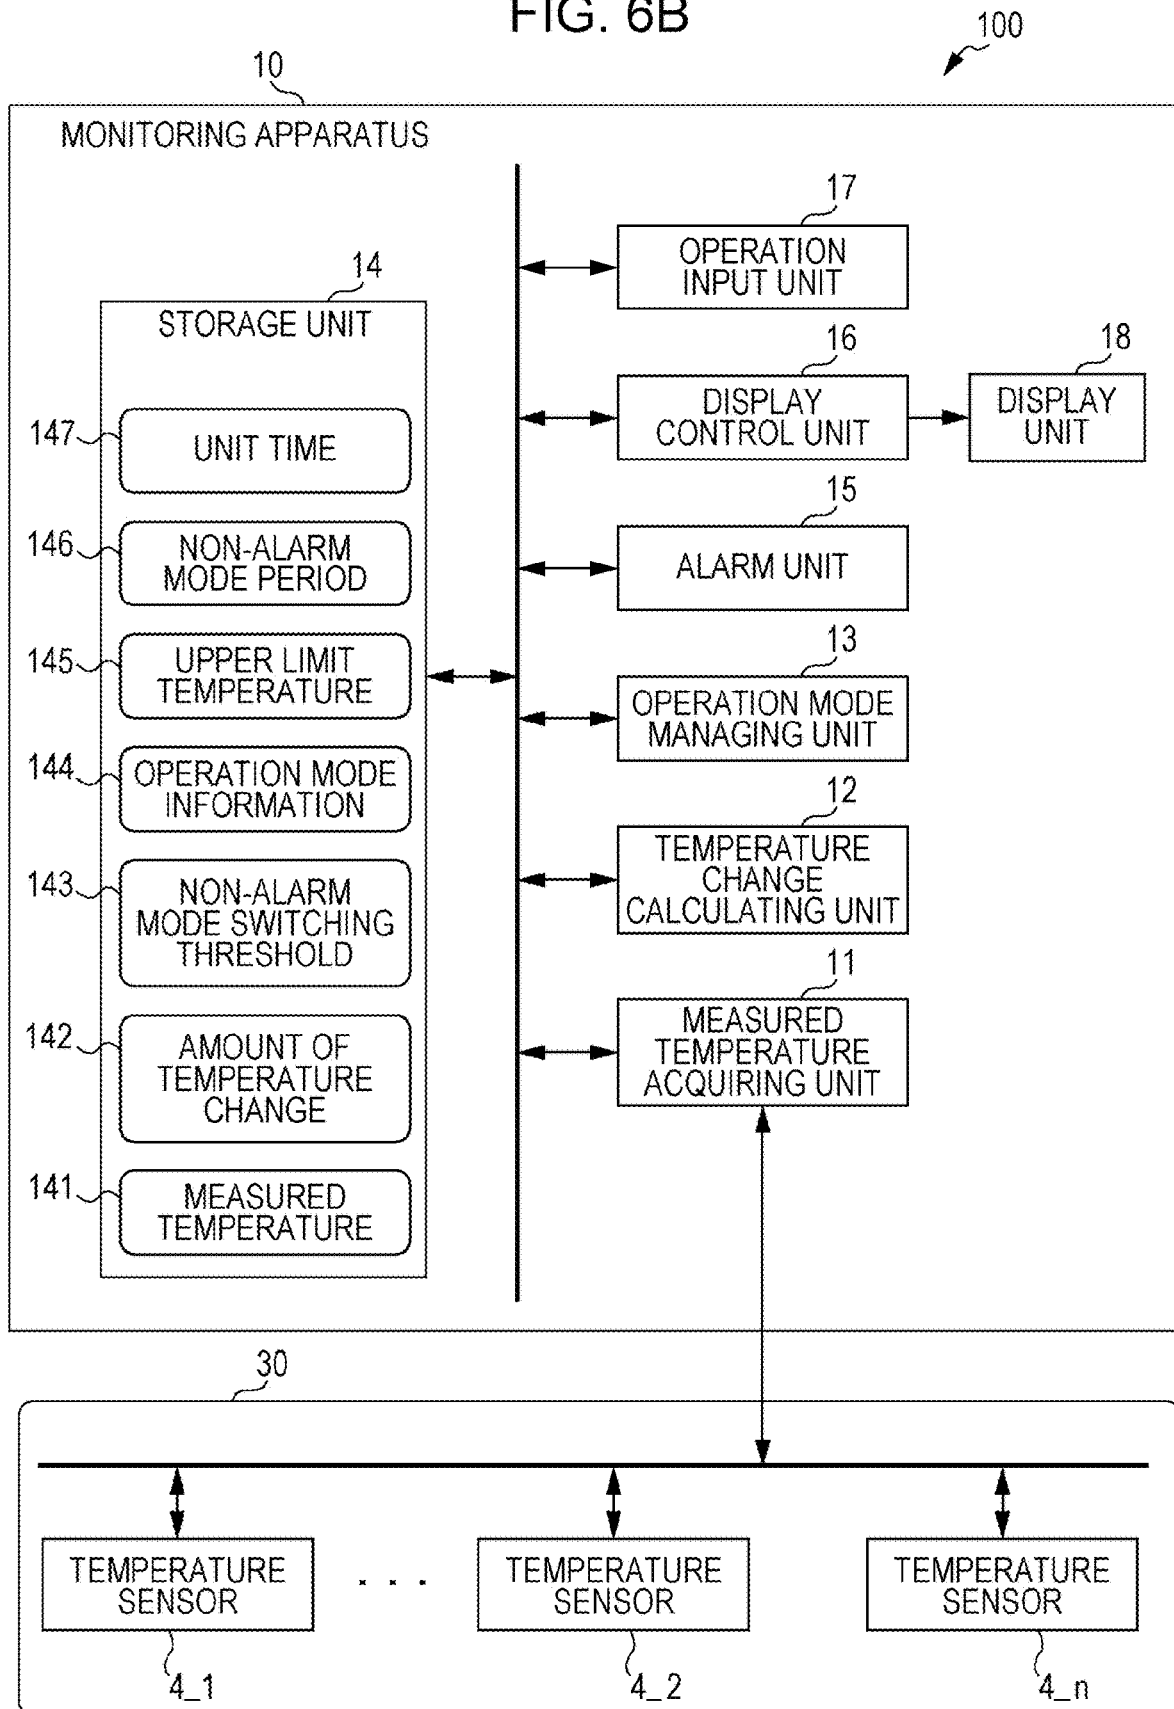 FIG. 6B
100
10
MONITORING APPARATUS
17
OPERATION
INPUT UNIT
14
STORAGE UNIT
16
DISPLAY
CONTROL UNIT
18
DISPLAY
UNIT
147
UNIT TIME
15
ALARM UNIT
146
NON-ALARM
MODE PERIOD
145
UPPER LIMIT
TEMPERATURE
13
OPERATION MODE
MANAGING UNIT
144
OPERATION MODE
INFORMATION
12
TEMPERATURE
CHANGE
CALCULATING UNIT
143
NON-ALARM
MODE SWITCHING
THRESHOLD
11
MEASURED
TEMPERATURE
ACQUIRING UNIT
142
AMOUNT OF
TEMPERATURE
CHANGE
141
MEASURED
TEMPERATURE
30
TEMPERATURE
SENSOR
. . .
TEMPERATURE
SENSOR
TEMPERATURE
SENSOR
4_1
4_2
4_n